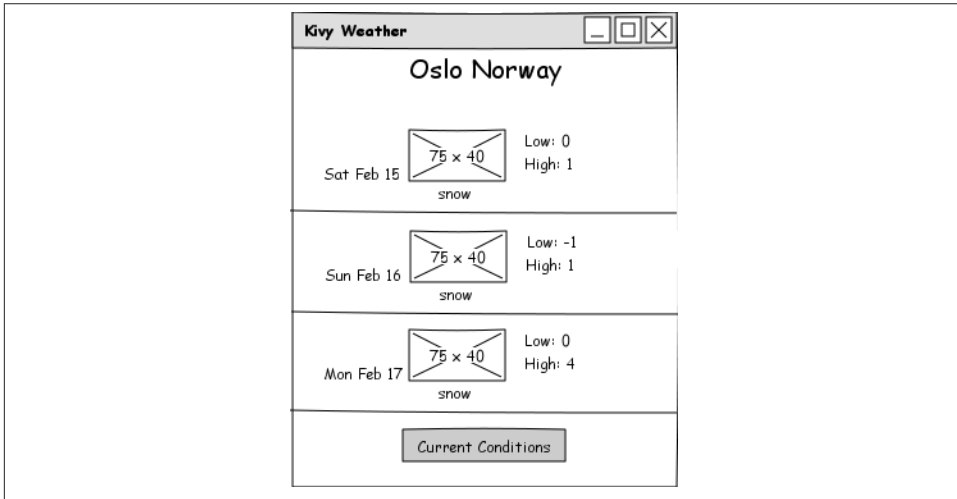 Kivy Weather
Oslo Norway
75 x 40
Low: 0
High: 1
Sat Feb 15
snow
75 x 40
Low: -1
High: 1
Sun Feb 16
snow
75 x 40
Low: 0
High: 4
Mon Feb 17
snow
Current Conditions